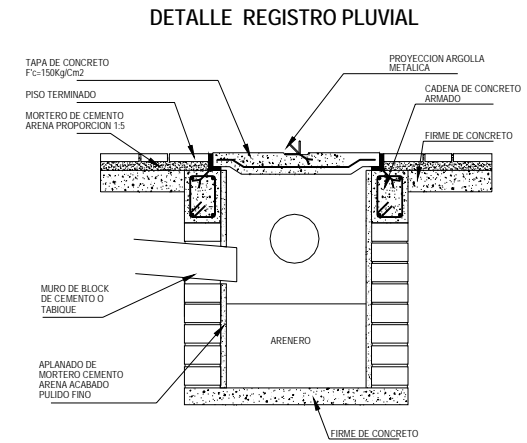 DETALLE REGISTRO PLUVIAL
TAPA DE CONCRETO
F'c=150Kg/Cm2
PISO TERMINADO
MORTERO DE CEMENTO
ARENA PROPORCION 1:5
PROYECCION ARGOLLA
METALICA
CADENA DE CONCRETO
ARMADO
FIRME DE CONCRETO
MURO DE BLOCK
DE CEMENTO O
TABIQUE
ARENERO
APLANADO DE
MORTERO CEMENTO
ARENA ACABADO
PULIDO FINO
FIRME DE CONCRETO